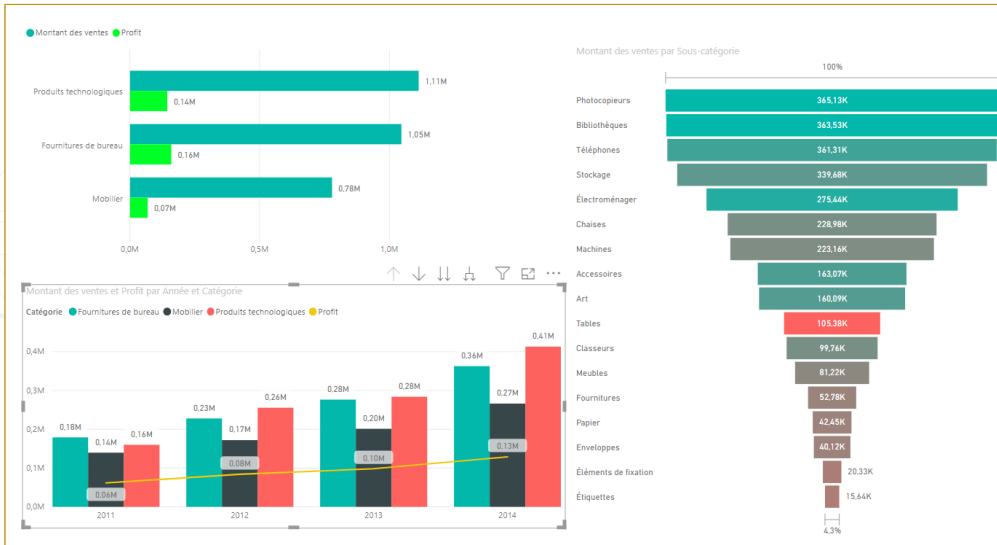 Montant des ventes Profit
Produits technologiques
1,11M
0,14M
Fournitures de bureau
1,05M
0,16M
Mobilier
0,78M
0,07M
0,0M 0,5M 1,0M
Montant des ventes et Profit par Année et Catégorie
Catégorie Fournitures de bureau Mobilier Produits technologiques Profit
0,4M
0,3M
0,2M
0,1M
0,0M
0,18M 0,14M 0,16M
0,06M
0,23M 0,17M 0,26M
0,08M
0,28M 0,20M 0,28M
0,10M
0,36M 0,27M 0,41M
0,13M
2011 2012 2013 2014
Montant des ventes par Sous-catégorie
100%
Photocopieurs 365,13K
Bibliothèques 363,53K
Téléphones 361,31K
Stockage 339,68K
Électroménager 275,44K
Chaises 228,98K
Machines 223,16K
Accessoires 163,07K
Art 160,09K
Tables 105,38K
Classeurs 99,76K
Meubles 81,22K
Fournitures 52,78K
Papier 42,45K
Enveloppes 40,12K
Éléments de fixation 20,33K
Étiquettes 15,64K
4,3%